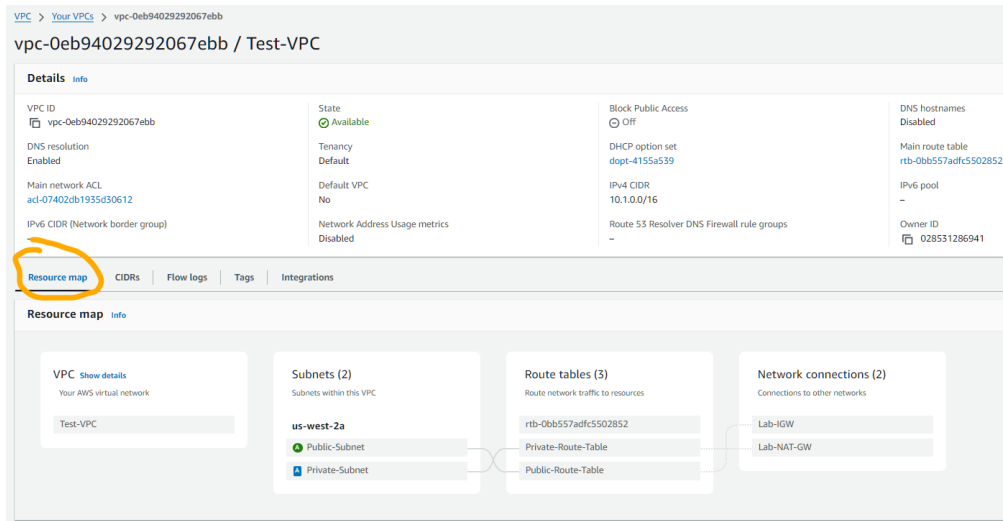 VPC > Your VPCs > vpc-0eb94029292067ebb
vpc-0eb94029292067ebb / Test-VPC
Details Info
VPC ID
vpc-0eb94029292067ebb
State
Available
Block Public Access
Off
DNS hostnames
Disabled
DNS resolution
Enabled
Tenancy
Default
DHCP option set
dopt-4155a539
Main route table
rtb-0bb557adfc5502852
Main network ACL
acl-07402db1935d30612
Default VPC
No
IPv4 CIDR
10.1.0.0/16
IPv6 pool
–
IPv6 CIDR (Network border group)
–
Network Address Usage metrics
Disabled
Route 53 Resolver DNS Firewall rule groups
–
Owner ID
028531286941
Resource map
CIDRs
Flow logs
Tags
Integrations
Resource map Info
VPC Show details
Your AWS virtual network
Test-VPC
Subnets (2)
Subnets within this VPC
us-west-2a
A Public-Subnet
A Private-Subnet
Route tables (3)
Route network traffic to resources
rtb-0bb557adfc5502852
Private-Route-Table
Public-Route-Table
Network connections (2)
Connections to other networks
Lab-IGW
Lab-NAT-GW